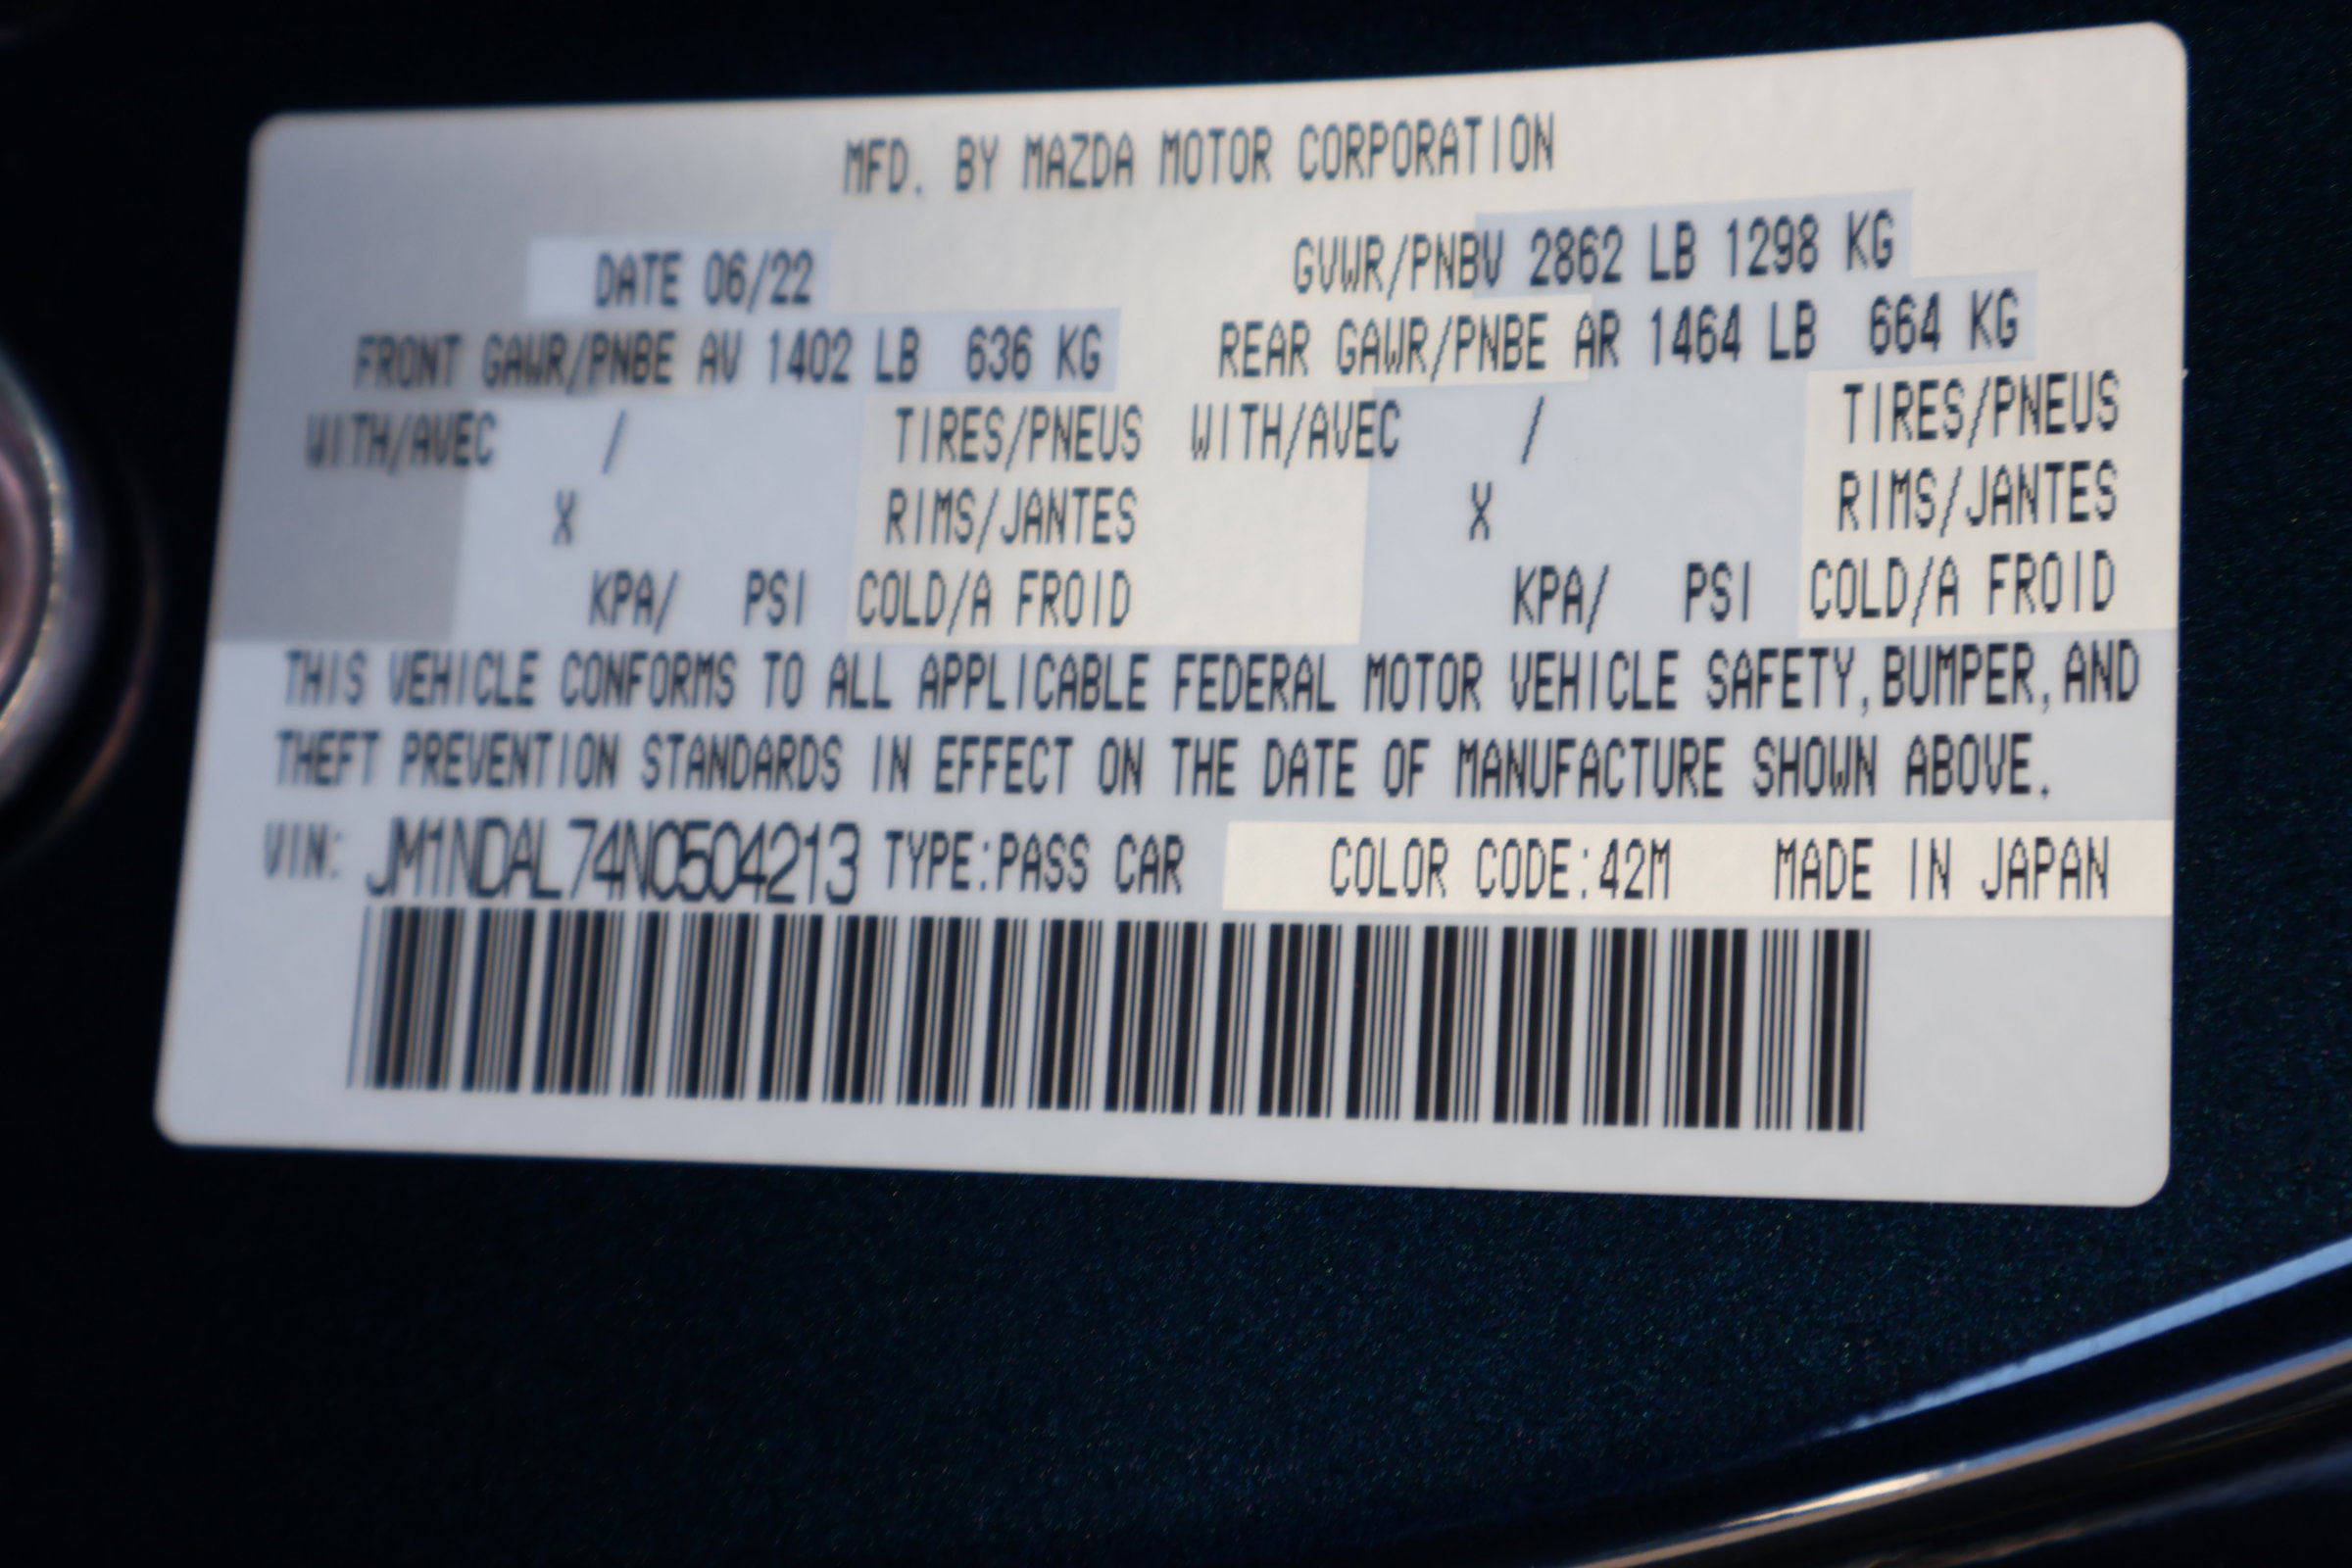 MFD. BY MAZDA MOTOR CORPORATION
DATE 06/22 GVWR/PNBV 2862 LB 1298 KG
FRONT GAWR/PNBE AV 1402 LB 636 KG REAR GAWR/PNBE AR 1464 LB 664 KG
WITH/AVEC / TIRES/PNEUS WITH/AVEC / TIRES/PNEUS
X RIMS/JANTES X RIMS/JANTES
KPA/ PSI COLD/A FROID KPA/ PSI COLD/A FROID
THIS VEHICLE CONFORMS TO ALL APPLICABLE FEDERAL MOTOR VEHICLE SAFETY, BUMPER, AND
THEFT PREVENTION STANDARDS IN EFFECT ON THE DATE OF MANUFACTURE SHOWN ABOVE.
VIN: JM1NDAL74N0504213 TYPE:PASS CAR COLOR CODE:42M MADE IN JAPAN